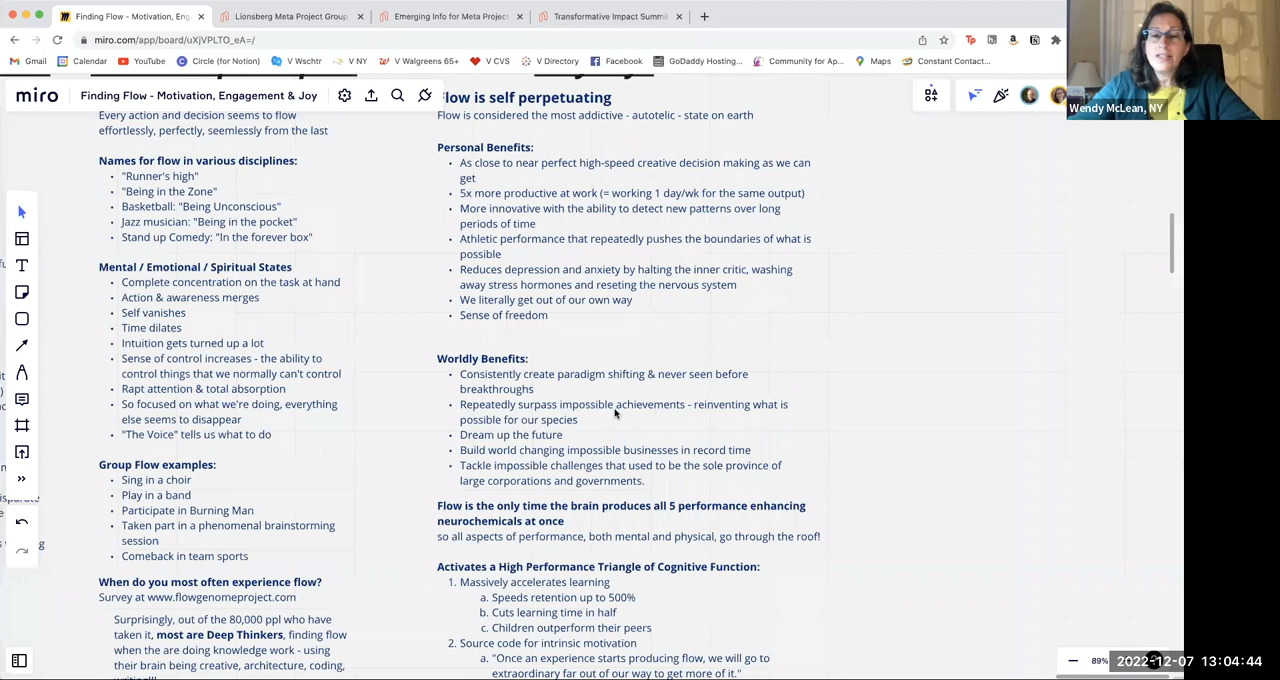 Finding Flow - Motivation, Eng
Lionsberg Meta Project Group
Emerging Info for Meta Project
Transformative Impact Summit
miro.com/app/board/uXjVPLTO_eA=/
Gmail
Calendar
YouTube
Circle (for Notion)
V Wschtr
V NY
V Walgreens 65+
V CVS
V Directory
Facebook
GoDaddy Hosting...
Community for Ap...
Maps
Constant Contact...
Wendy McLean, NY
miro
Finding Flow - Motivation, Engagement & Joy
Every action and decision seems to flow
effortlessly, perfectly, seemlessly from the last
Names for flow in various disciplines:
• "Runner's high"
• "Being in the Zone"
• Basketball: "Being Unconscious"
• Jazz musician: "Being in the pocket"
• Stand up Comedy: "In the forever box"
Mental / Emotional / Spiritual States
• Complete concentration on the task at hand
• Action & awareness merges
• Self vanishes
• Time dilates
• Intuition gets turned up a lot
• Sense of control increases - the ability to
control things that we normally can't control
• Rapt attention & total absorption
• So focused on what we're doing, everything
else seems to disappear
• "The Voice" tells us what to do
Group Flow examples:
• Sing in a choir
• Play in a band
• Participate in Burning Man
• Taken part in a phenomenal brainstorming
session
• Comeback in team sports
When do you most often experience flow?
Survey at www.flowgenomeproject.com
Surprisingly, out of the 80,000 ppl who have
taken it, most are Deep Thinkers, finding flow
when the are doing knowledge work - using
their brain being creative, architecture, coding,
Flow is self perpetuating
Flow is considered the most addictive - autotelic - state on earth
Personal Benefits:
• As close to near perfect high-speed creative decision making as we can
get
• 5x more productive at work (= working 1 day/wk for the same output)
• More innovative with the ability to detect new patterns over long
periods of time
• Athletic performance that repeatedly pushes the boundaries of what is
possible
• Reduces depression and anxiety by halting the inner critic, washing
away stress hormones and reseting the nervous system
• We literally get out of our own way
• Sense of freedom
Worldly Benefits:
• Consistently create paradigm shifting & never seen before
breakthroughs
• Repeatedly surpass impossible achievements - reinventing what is
possible for our species
• Dream up the future
• Build world changing impossible businesses in record time
• Tackle impossible challenges that used to be the sole province of
large corporations and governments.
Flow is the only time the brain produces all 5 performance enhancing
neurochemicals at once
so all aspects of performance, both mental and physical, go through the roof!
Activates a High Performance Triangle of Cognitive Function:
1. Massively accelerates learning
a. Speeds retention up to 500%
b. Cuts learning time in half
c. Children outperform their peers
2. Source code for intrinsic motivation
a. "Once an experience starts producing flow, we will go to
extraordinary far out of our way to get more of it."
89%
2022-12-07 13:04:44